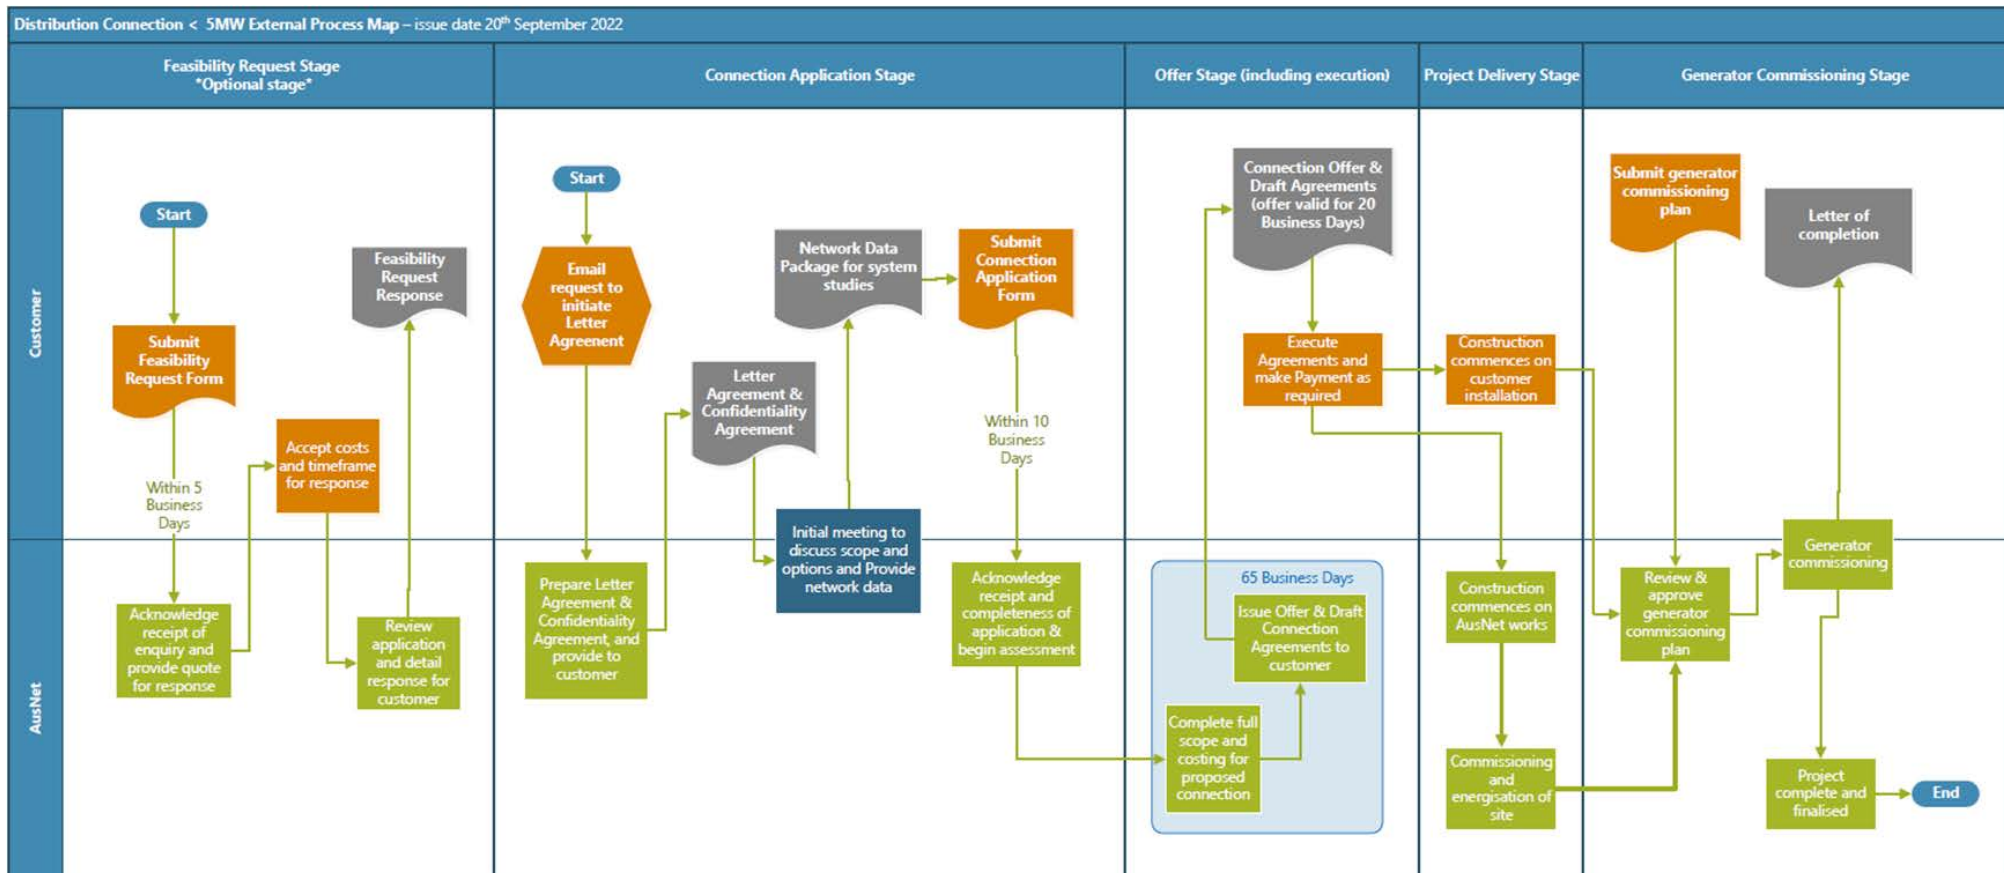 Distribution Connection < 5MW External Process Map – issue date 20th September 2022
Feasibility Request Stage
*Optional stage*
Connection Application Stage
Offer Stage (including execution)
Project Delivery Stage
Generator Commissioning Stage
Customer
Start
Submit
Feasibility
Request Form
Within 5
Business
Days
Accept costs
and timeframe
for response
Feasibility
Request
Response
Start
Email
request to
initiate
Letter
Agreenent
Letter
Agreement &
Confidentiality
Agreement
Network Data
Package for system
studies
Submit
Connection
Application
Form
Within 10
Business
Days
Connection Offer &
Draft Agreements
(offer valid for 20
Business Days)
Execute
Agreements and
make Payment as
required
Construction
commences on
customer
installation
Submit generator
commissioning
plan
Letter of
completion
AusNet
Acknowledge
receipt of
enquiry and
provide quote
for response
Review
application
and detail
response for
customer
Prepare Letter
Agreement &
Confidentiality
Agreement, and
provide to
customer
Initial meeting to
discuss scope and
options and Provide
network data
Acknowledge
receipt and
completeness of
application &
begin assessment
65 Business Days
Issue Offer & Draft
Connection
Agreements to
customer
Complete full
scope and
costing for
proposed
connection
Construction
commences on
AusNet works
Commissioning
and
energisation of
site
Review &
approve
generator
commissioning
plan
Generator
commissioning
Project
complete and
finalised
End